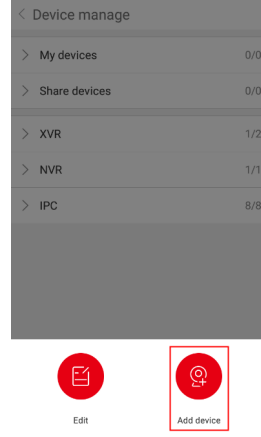 Device manage
My devices 0/0
Share devices 0/0
XVR 1/2
NVR 1/1
IPC 8/8
Edit Add device